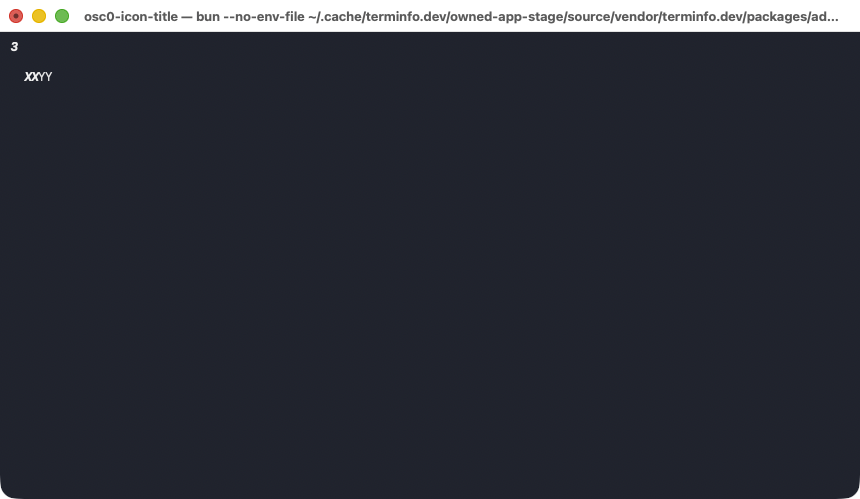 osc0-icon-title — bun --no-env-file ~/.cache/terminfo.dev/owned-app-stage/source/vendor/terminfo.dev/packages/ad...
3
XXYY